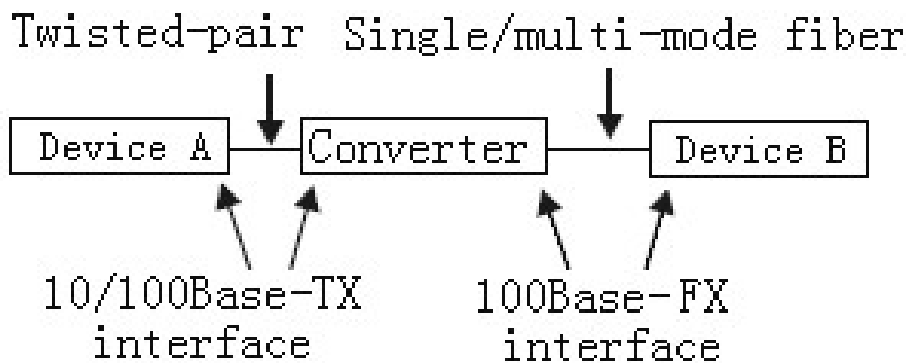 Twisted-pair Single/multi-mode fiber
Device A Converter Device B
10/100Base-TX 100Base-FX
interface interface